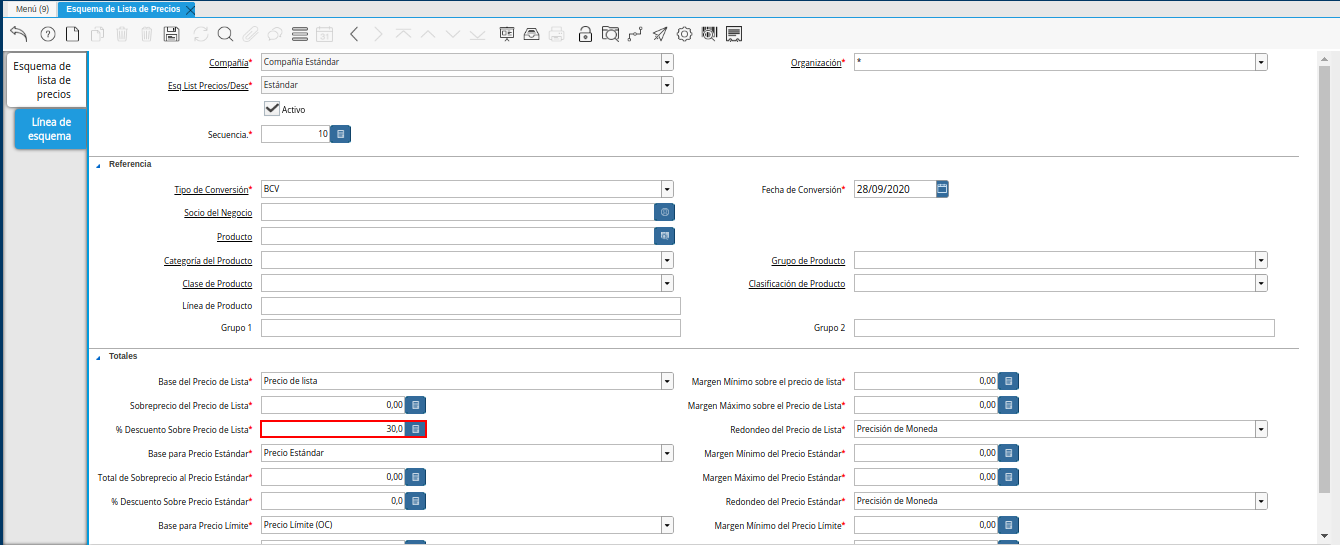 Menú (9) Esquema de Lista de Precios
31
Esquema de
lista de
precios
Línea de
esquema
Compañía* Compañía Estándar Organización* *
Esq List Precios/Desc* Estándar
Activo
Secuencia.* 10
Referencia
Tipo de Conversión* BCV Fecha de Conversión* 28/09/2020
Socio del Negocio
Producto
Categoría del Producto Grupo de Producto
Clase de Producto Clasificación de Producto
Línea de Producto
Grupo 1 Grupo 2
Totales
Base del Precio de Lista* Precio de lista Margen Mínimo sobre el precio de lista* 0,00
Sobreprecio del Precio de Lista* 0,00 Margen Máximo sobre el Precio de Lista* 0,00
% Descuento Sobre Precio de Lista* 30,0 Redondeo del Precio de Lista* Precisión de Moneda
Base para Precio Estándar* Precio Estándar Margen Mínimo del Precio Estándar* 0,00
Total de Sobreprecio al Precio Estándar* 0,00 Margen Máximo del Precio Estándar* 0,00
% Descuento Sobre Precio Estándar* 0,0 Redondeo del Precio Estándar* Precisión de Moneda
Base para Precio Límite* Precio Límite (OC) Margen Mínimo del Precio Límite* 0,00